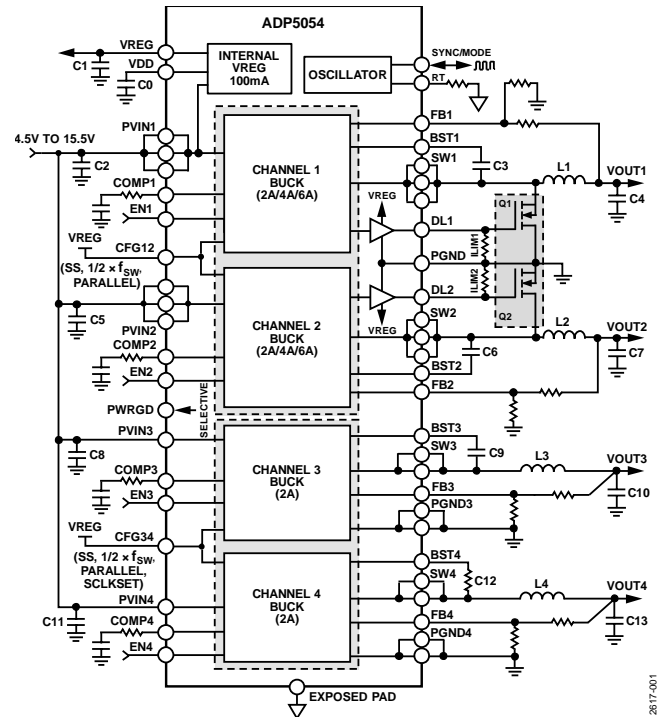 ADP5054
VREG
C1
VDD
C0
INTERNAL
VREG
100mA
OSCILLATOR
SYNC/MODE
RT
4.5V TO 15.5V
PVIN1
C2
COMP1
EN1
VREG
CFG12
(SS, 1/2 × fSW,
PARALLEL)
CHANNEL 1
BUCK
(2A/4A/6A)
FB1
BST1
SW1
C3
L1
VOUT1
C4
VREG
DL1
Q1
ILIM1
PGND
ILIM2
DL2
Q2
VREG
C5
PVIN2
COMP2
EN2
CHANNEL 2
BUCK
(2A/4A/6A)
SW2
L2
VOUT2
C6
C7
BST2
FB2
PWRGD
SELECTIVE
PVIN3
C8
COMP3
EN3
VREG
CFG34
(SS, 1/2 × fSW,
PARALLEL,
SCLKSET)
CHANNEL 3
BUCK
(2A)
BST3
SW3
C9
L3
VOUT3
FB3
C10
PGND3
PVIN4
C11
COMP4
EN4
CHANNEL 4
BUCK
(2A)
BST4
SW4
C12
L4
VOUT4
FB4
C13
PGND4
EXPOSED PAD
2617-001